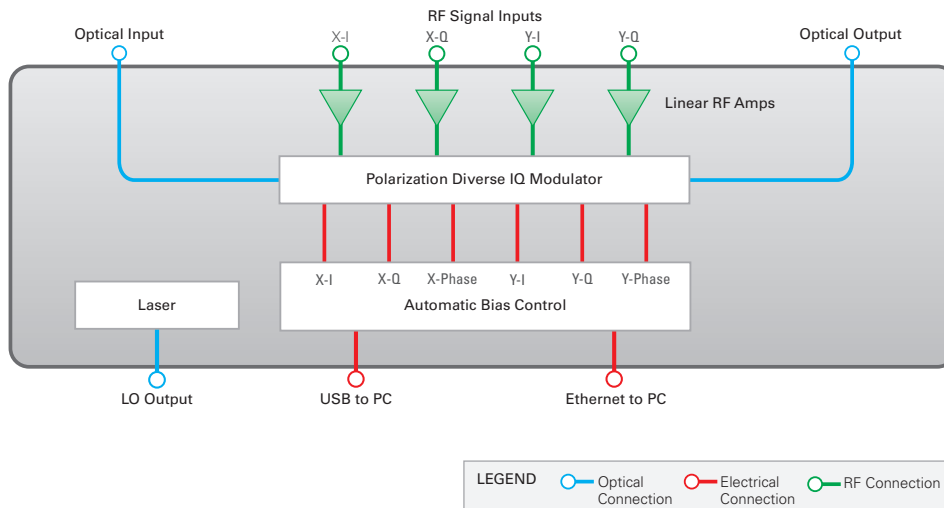 RF Signal Inputs
Optical Input
X-I
X-Q
Y-I
Y-Q
Optical Output
Linear RF Amps
Polarization Diverse IQ Modulator
X-I
X-Q
X-Phase
Y-I
Y-Q
Y-Phase
Automatic Bias Control
Laser
LO Output
USB to PC
Ethernet to PC
LEGEND
Optical
Connection
Electrical
Connection
RF Connection